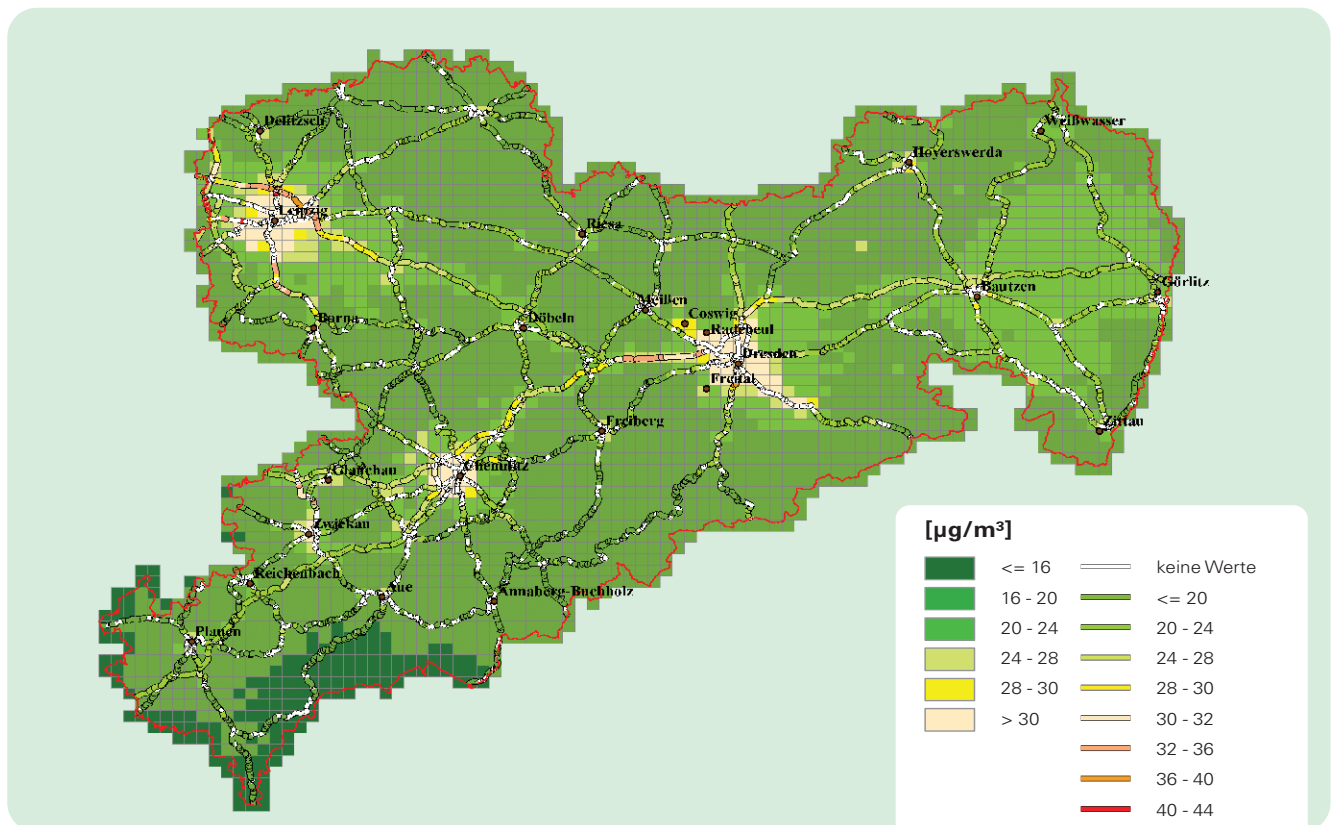 Delitzsch
Weißwasser
Hoyerswerda
Leipzig
Riesa
Görlitz
Bautzen
Meißen
Coswig
Borna
Döbeln
Radebeul
Dresden
Freital
Freiberg
Zittau
Chemnitz
Glauchau
Zwickau
Reichenbach
Aue
Annaberg-Buchholz
Plauen
[µg/m³]
<= 16 keine Werte
16 - 20 <= 20
20 - 24 20 - 24
24 - 28 24 - 28
28 - 30 28 - 30
> 30 30 - 32
32 - 36
36 - 40
40 - 44